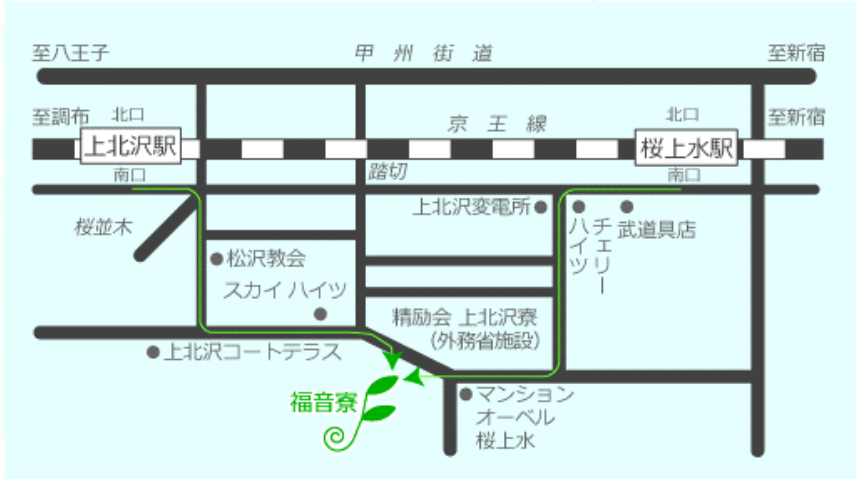 至八王子
甲州街道
至新宿
至調布
北口
上北沢駅
南口
京王線
北口
桜上水駅
南口
至新宿
踏切
桜並木
上北沢変電所
チェリー
ハイツ
武道具店
松沢教会
スカイ ハイツ
精励会 上北沢寮
(外務省施設)
上北沢コートテラス
福音寮
マンション
オーベル
桜上水